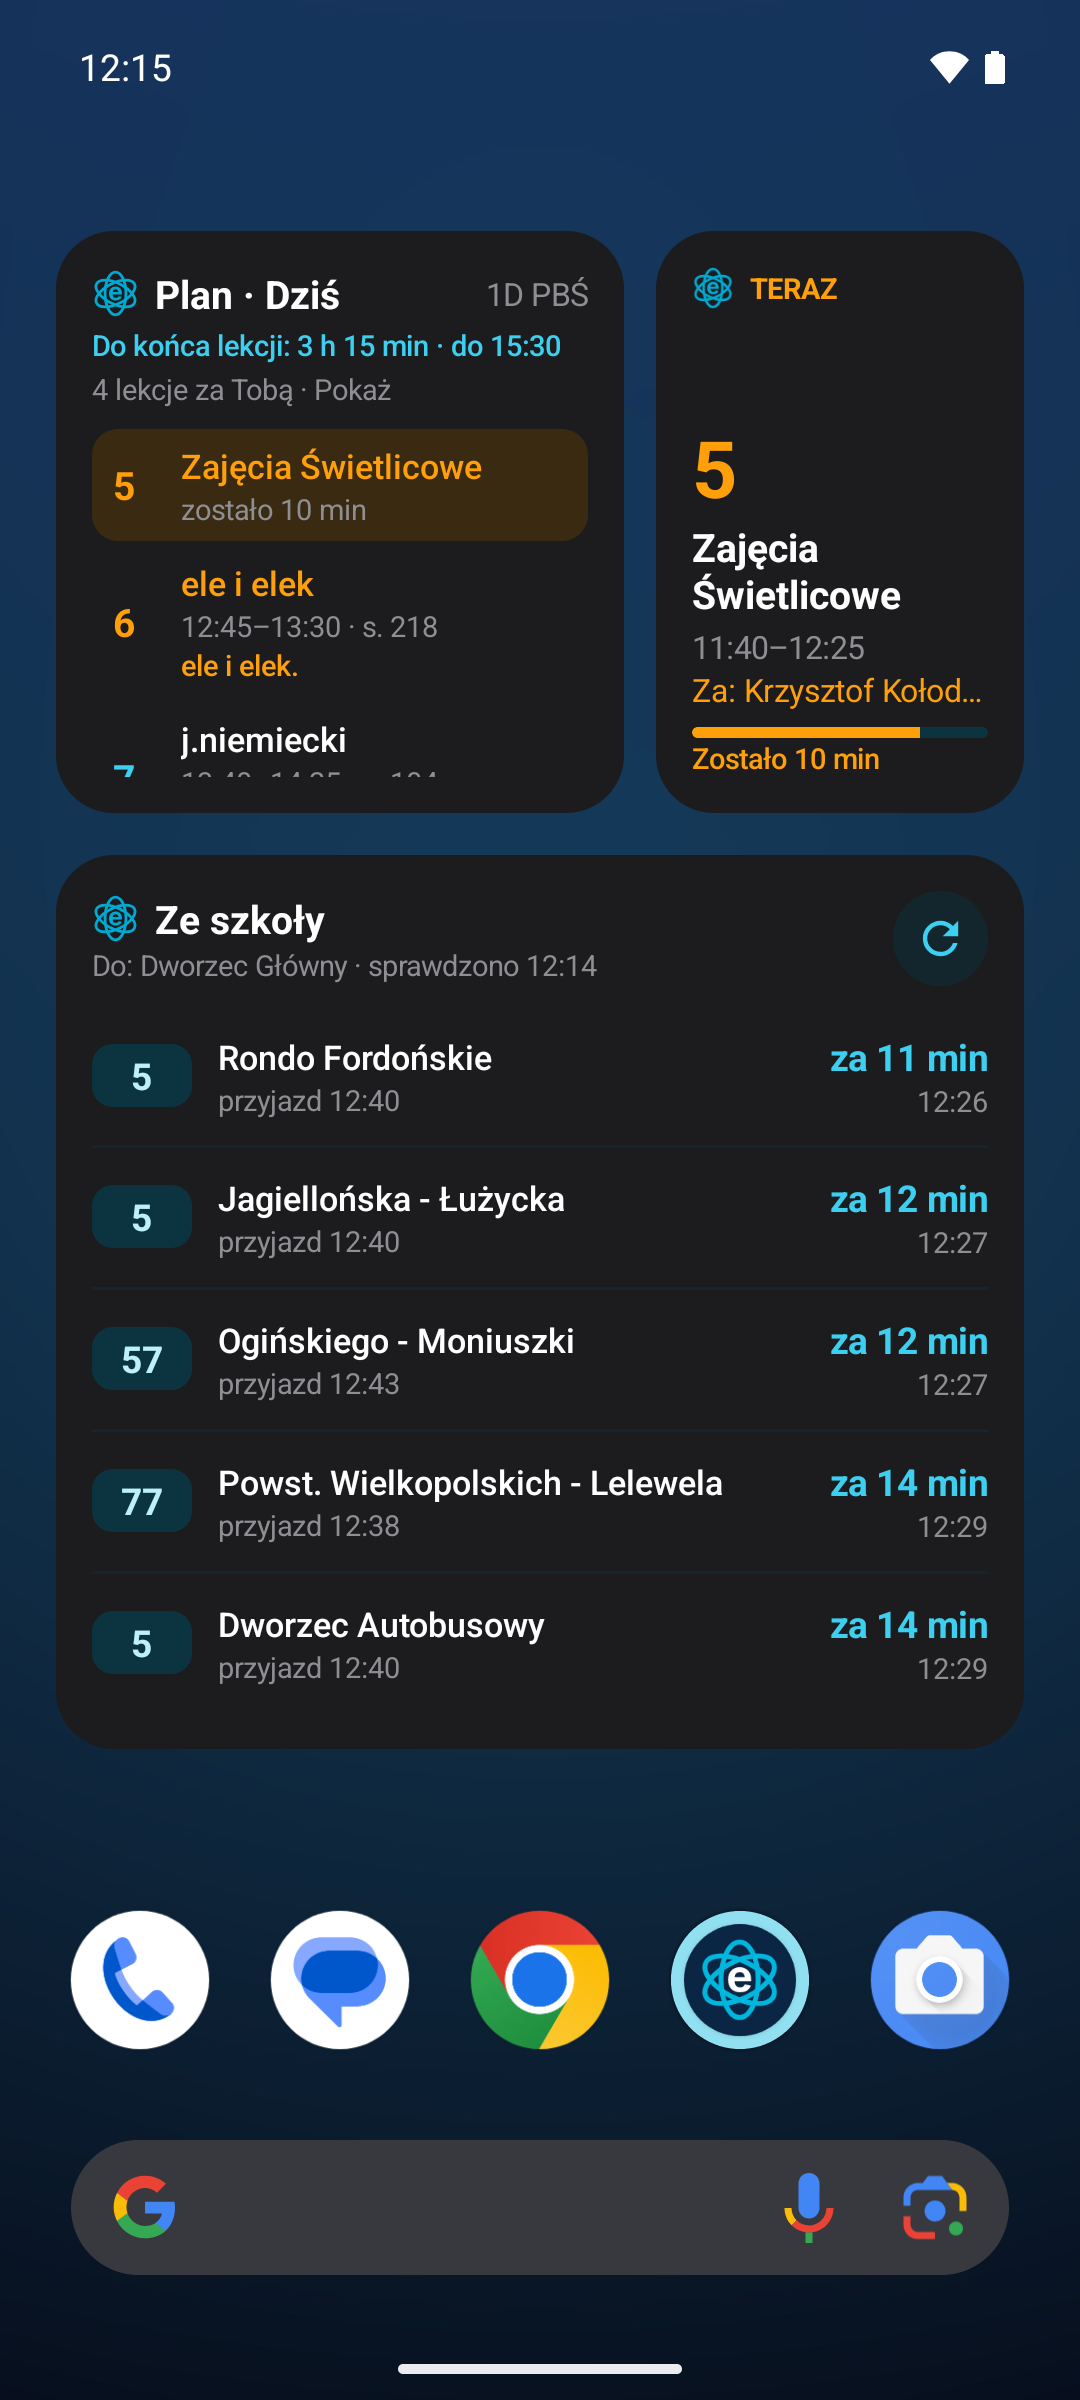 12:15
Plan · Dziś
1D PBŚ
Do końca lekcji: 3 h 15 min · do 15:30
4 lekcje za Tobą · Pokaż
5
Zajęcia Świetlicowe
zostało 10 min
6
ele i elek
12:45–13:30 · s. 218
ele i elek.
7
j.niemiecki
TERAZ
5
Zajęcia
Świetlicowe
11:40–12:25
Za: Krzysztof Kołod…
Zostało 10 min
Ze szkoły
Do: Dworzec Główny · sprawdzono 12:14
5
Rondo Fordońskie
za 11 min
przyjazd 12:40
12:26
5
Jagiellońska - Łużycka
za 12 min
przyjazd 12:40
12:27
57
Ogińskiego - Moniuszki
za 12 min
przyjazd 12:43
12:27
77
Powst. Wielkopolskich - Lelewela
za 14 min
przyjazd 12:38
12:29
5
Dworzec Autobusowy
za 14 min
przyjazd 12:40
12:29